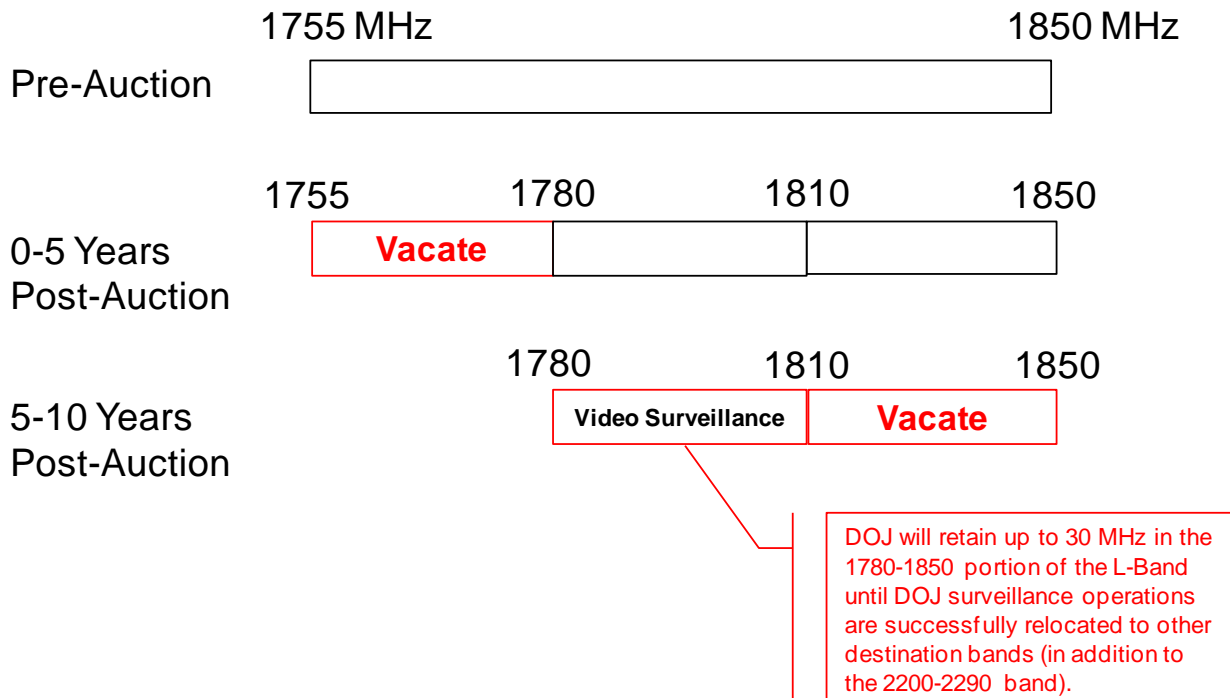 1755 MHz 1850 MHz
Pre-Auction
1755 1780 1810 1850
Vacate
0-5 Years
Post-Auction
1780 1810 1850
5-10 Years
Post-Auction
Video Surveillance Vacate
DOJ will retain up to 30 MHz in the
1780-1850 portion of the L-Band
until DOJ surveillance operations
are successfully relocated to other
destination bands (in addition to
the 2200-2290 band).